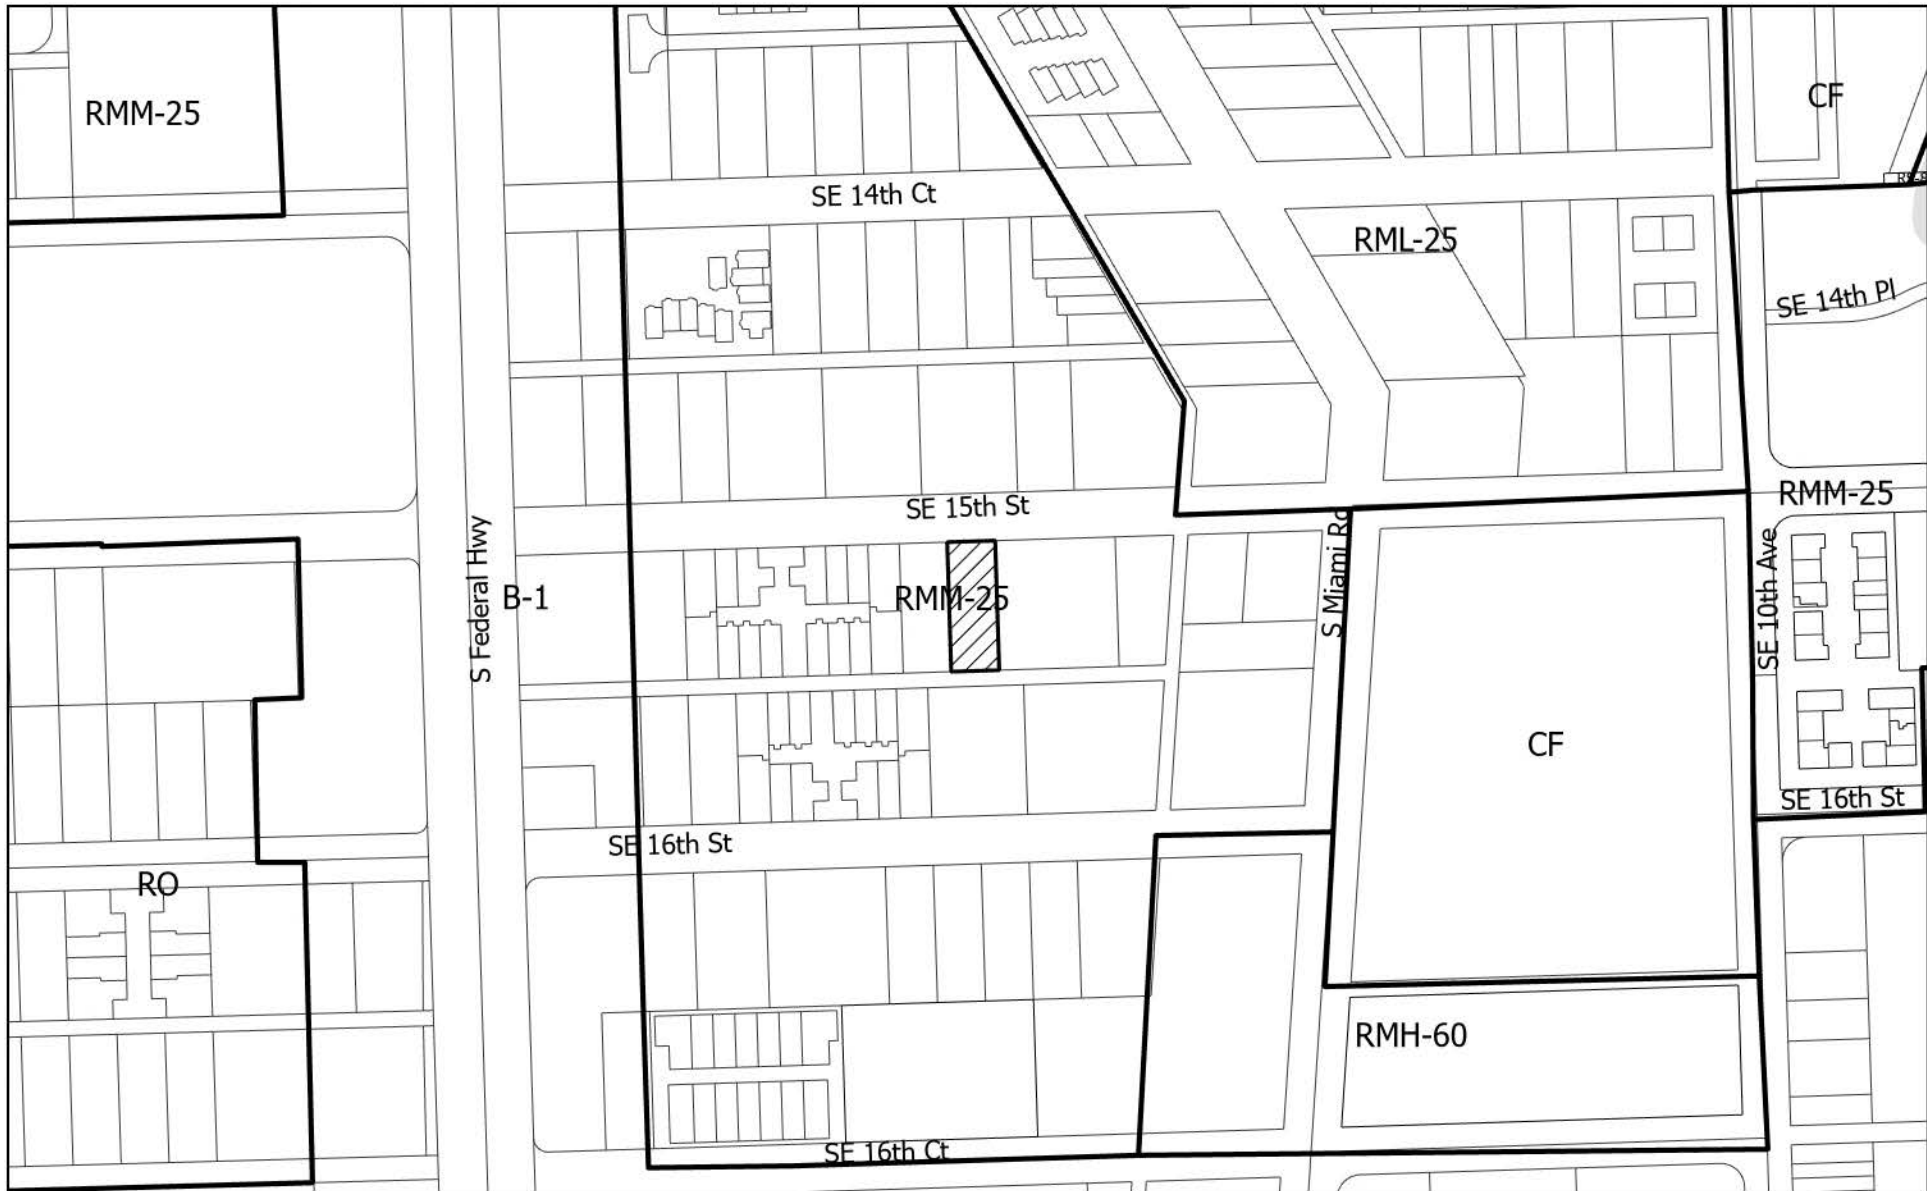 RMM-25
CF
SE 14th Ct
RML-25
SE 14th Pl
SE 15th St
RMM-25
S Federal Hwy
B-1
RMM-25
S Miami Rd
SE 10th Ave
CF
SE 16th St
SE 16th St
RO
RMH-60
SE 16th Ct